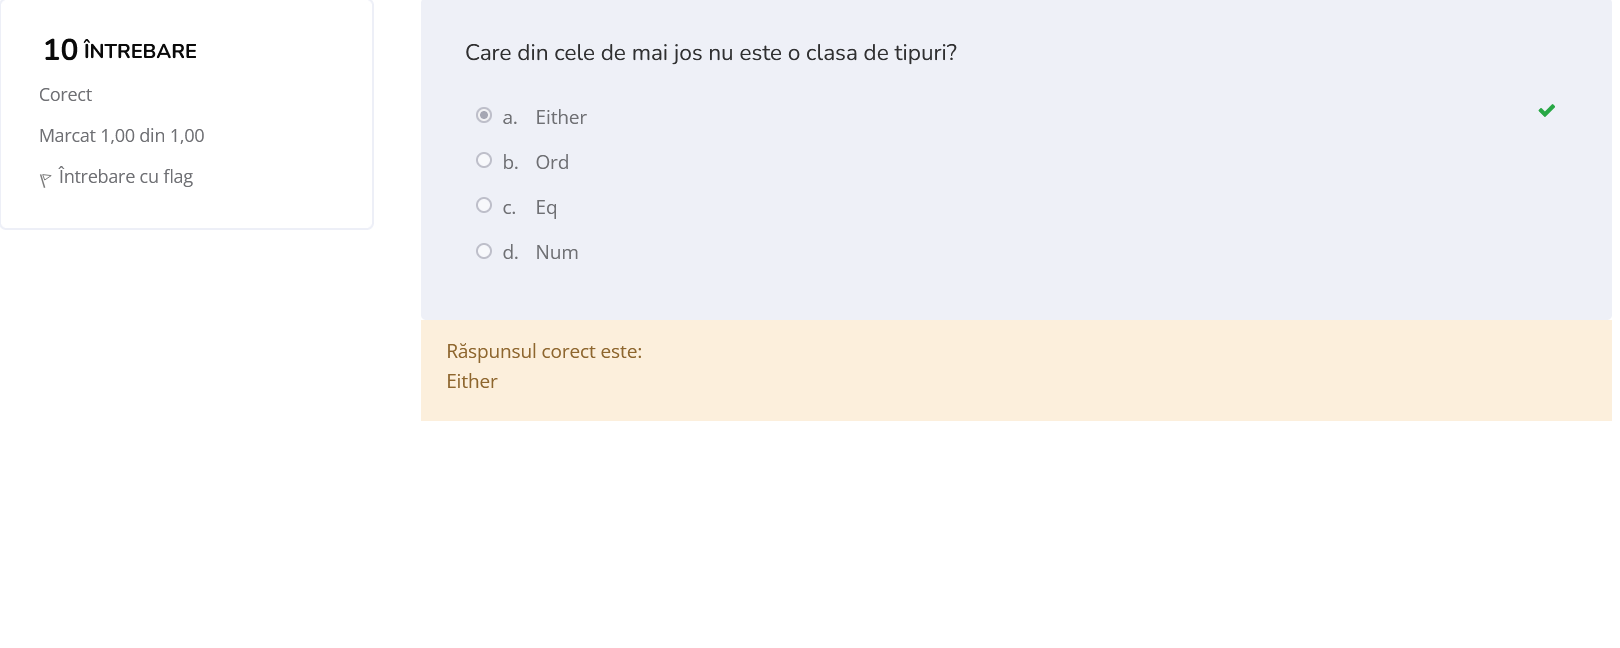 10 ÎNTREBARE
Corect
Marcat 1,00 din 1,00
Întrebare cu flag
Care din cele de mai jos nu este o clasa de tipuri?
a. Either
b. Ord
c. Eq
d. Num
Răspunsul corect este:
Either